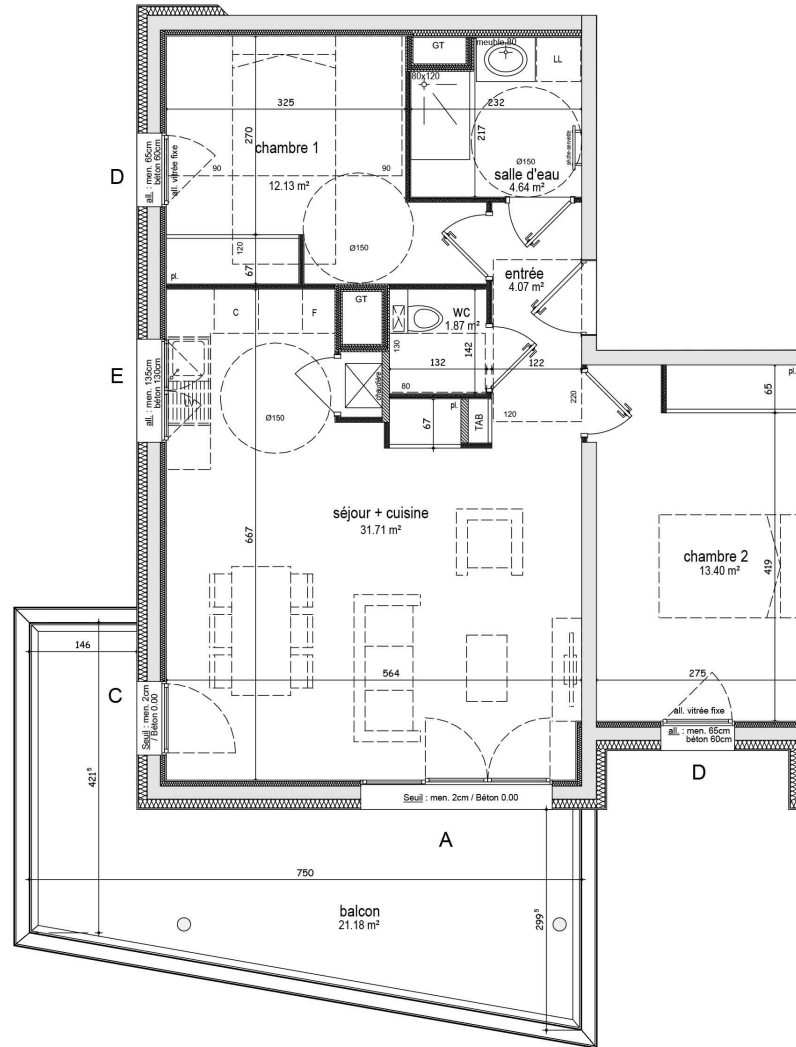 GT
meuble 80
LL
80x120
325
232
270
217
chambre 1
12.13 m²
90
90
Ø150
salle d'eau
4.64 m²
sèche-serviette
D
all. : men. 65cm
béton 60cm
all. vitrée fixe
120
67
pl.
Ø150
entrée
4.07 m²
C
F
GT
WC
1.87 m²
130
142
132
122
80
E
all. : men. 135cm
béton 130cm
Ø150
chaudière
pl.
67
TAB
120
220
pl.
65
séjour + cuisine
31.71 m²
667
chambre 2
13.40 m²
419
146
564
275
C
Seuil : men. 2cm
/ Béton 0.00
all. vitrée fixe
all. : men. 65cm
béton 60cm
D
421⁵
Seuil : men. 2cm / Béton 0.00
A
750
balcon
21.18 m²
299⁵